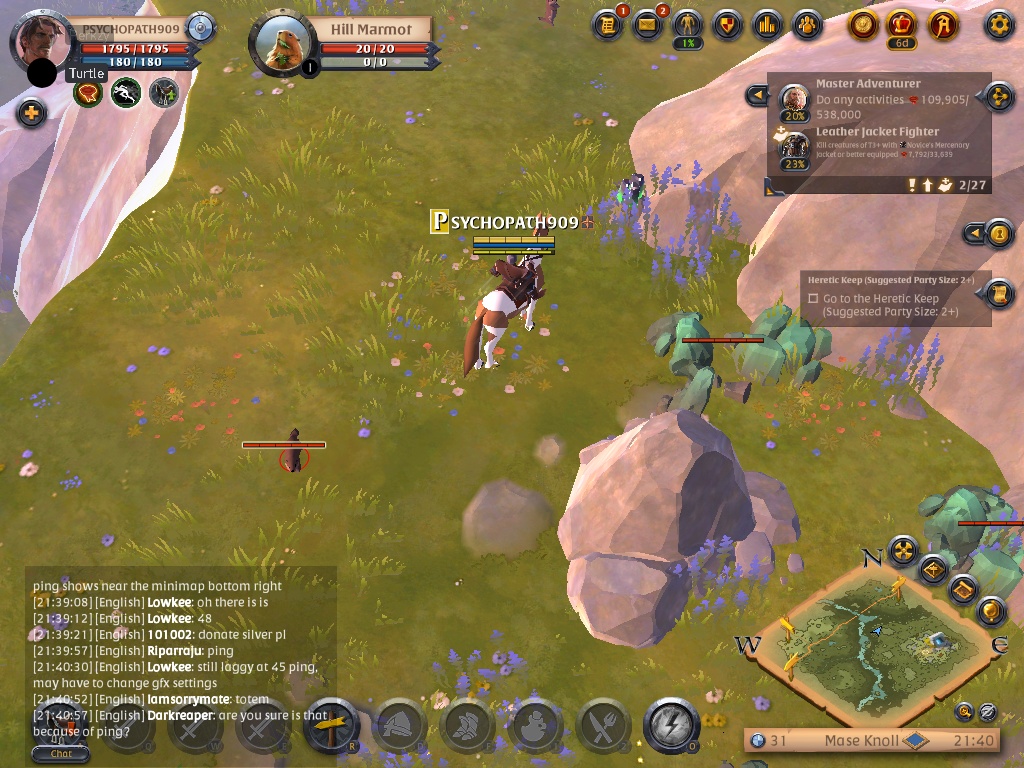 PSYCHOPATH909
1795/1795
180/180
Turtle
Hill Marmot
20/20
0/0
I
1
2
1%
6d
Master Adventurer
Do any activities 109,905/
538,000
20%
Leather Jacket Fighter
Kill creatures of T3+ with Novice's Mercenary
Jacket or better equipped 7,792/33,639
23%
2/27
PSYCHOPATH909
Heretic Keep (Suggested Party Size: 2+)
Go to the Heretic Keep
(Suggested Party Size: 2+)
ping shows near the minimap bottom right
[21:39:08] [English] Lowkee: oh there is is
[21:39:12] [English] Lowkee: 48
[21:39:21] [English] 101002: donate silver pl
[21:39:57] [English] Riparraju: ping
[21:40:30] [English] Lowkee: still laggy at 45 ping,
may have to change gfx settings
[21:40:52] [English] Iamsorrymate: totem
[21:40:57] [English] Darkreaper: are you sure is that
because of ping?
Chat
Q
W
E
R
D
F
2
O
N
W
E
31
Mase Knoll
21:40